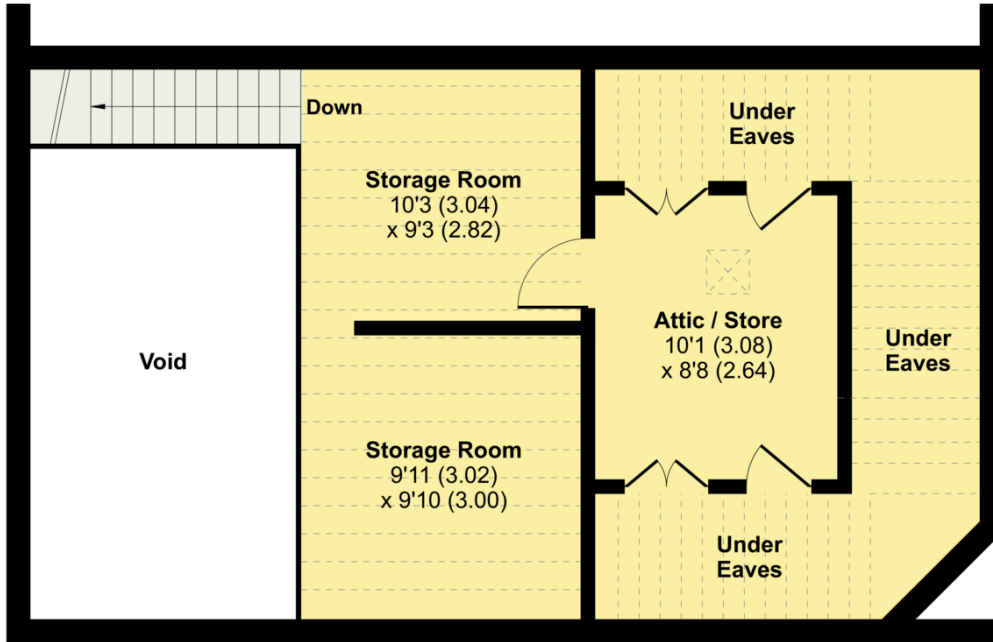 Down
Under
Eaves
Storage Room
10'3 (3.04)
x 9'3 (2.82)
Attic / Store
10'1 (3.08)
x 8'8 (2.64)
Under
Eaves
Void
Storage Room
9'11 (3.02)
x 9'10 (3.00)
Under
Eaves